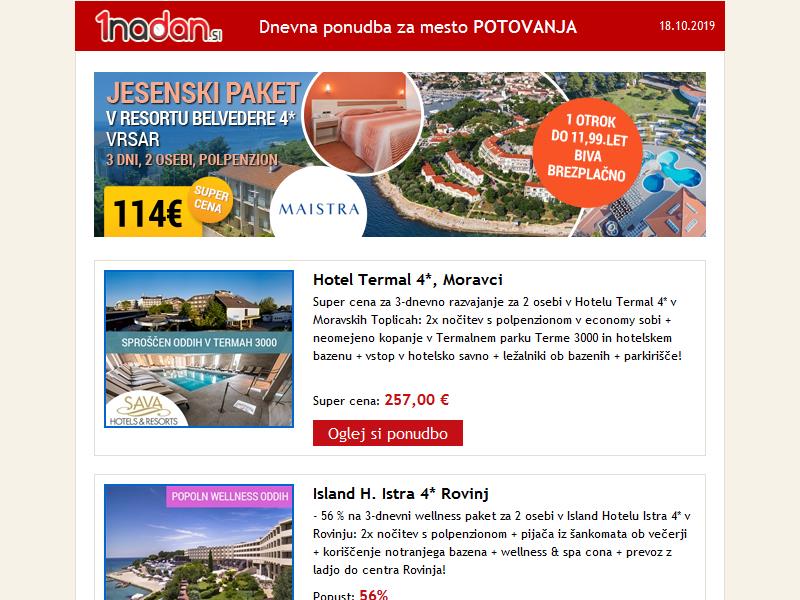 1nadan.si
Dnevna ponudba za mesto POTOVANJA
18.10.2019
JESENSKI PAKET
V RESORTU BELVEDERE 4*
VRSAR
3 DNI, 2 OSEBI, POLPENZION
114€
SUPER
CENA
MAISTRA
1 OTROK
DO 11,99.LET
BIVA
BREZPLAČNO
SPROŠČEN ODDIH V TERMAH 3000
SAVA
HOTELS & RESORTS
Hotel Termal 4*, Moravci
Super cena za 3-dnevno razvajanje za 2 osebi v Hotelu Termal 4* v
Moravskih Toplicah: 2x nočitev s polpenzionom v economy sobi +
neomejeno kopanje v Termalnem parku Terme 3000 in hotelskem
bazenu + vstop v hotelsko savno + ležalniki ob bazenih + parkirišče!
Super cena: 257,00 €
Oglej si ponudbo
POPOLN WELLNESS ODDIH
Island H. Istra 4* Rovinj
- 56 % na 3-dnevni wellness paket za 2 osebi v Island Hotelu Istra 4* v
Rovinju: 2x nočitev s polpenzionom + pijača iz šankomata ob večerji
+ koriščenje notranjega bazena + wellness & spa cona + prevoz z
ladjo do centra Rovinja!
Popust: 56%